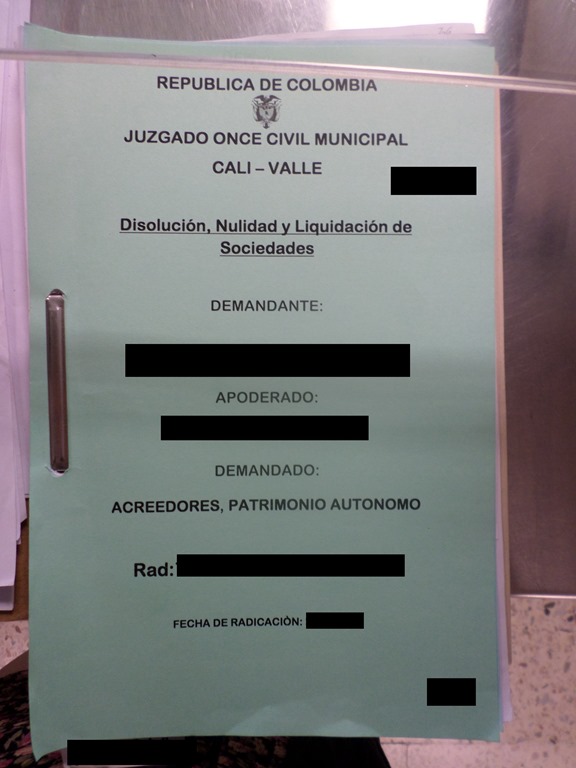 REPUBLICA DE COLOMBIA
JUZGADO ONCE CIVIL MUNICIPAL
CALI – VALLE
Disolución, Nulidad y Liquidación de
Sociedades
DEMANDANTE:
APODERADO:
DEMANDADO:
ACREEDORES, PATRIMONIO AUTONOMO
Rad:
FECHA DE RADICACIÒN: